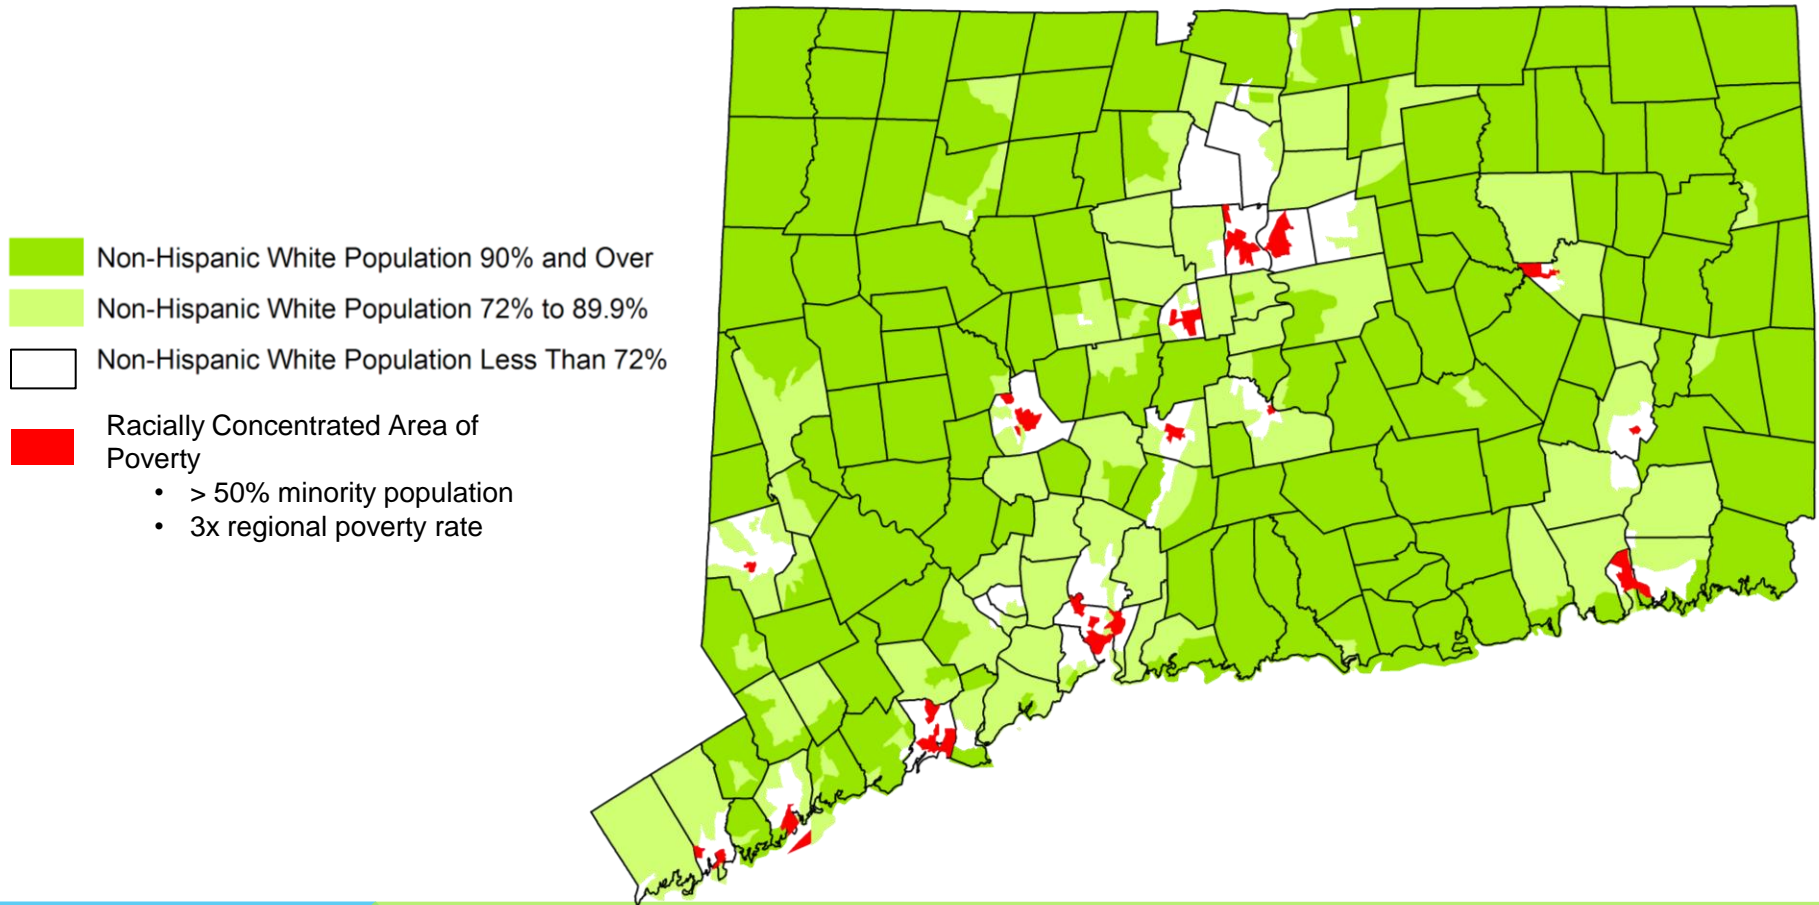 Non-Hispanic White Population 90% and Over
Non-Hispanic White Population 72% to 89.9%
Non-Hispanic White Population Less Than 72%
Racially Concentrated Area of
Poverty
• > 50% minority population
• 3x regional poverty rate